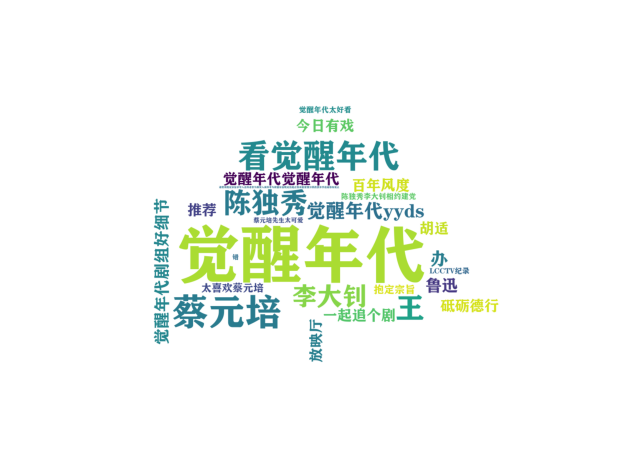 觉醒年代太好看
今日有戏
看觉醒年代
觉醒年代觉醒年代
百年风度
陈独秀李大钊相约建党
陈独秀
推荐
觉醒年代yyds
蔡元培先生太可爱
胡适
觉醒年代剧组好细节
觉醒年代
办
LCCTV纪录
鲁迅
太喜欢蔡元培
李大钊
抱定宗旨
蔡元培
王
砥砺德行
一起追个剧
放映厅